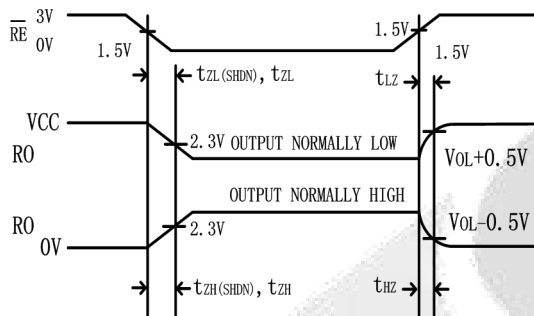 RE 3V
0V
1.5V
1.5V
1.5V
tZL(SHDN), tZL
tLZ
VCC
RO
2.3V OUTPUT NORMALLY LOW
VOL+0.5V
OUTPUT NORMALLY HIGH
RO
0V
2.3V
VOL-0.5V
tZH(SHDN), tZH
tHZ